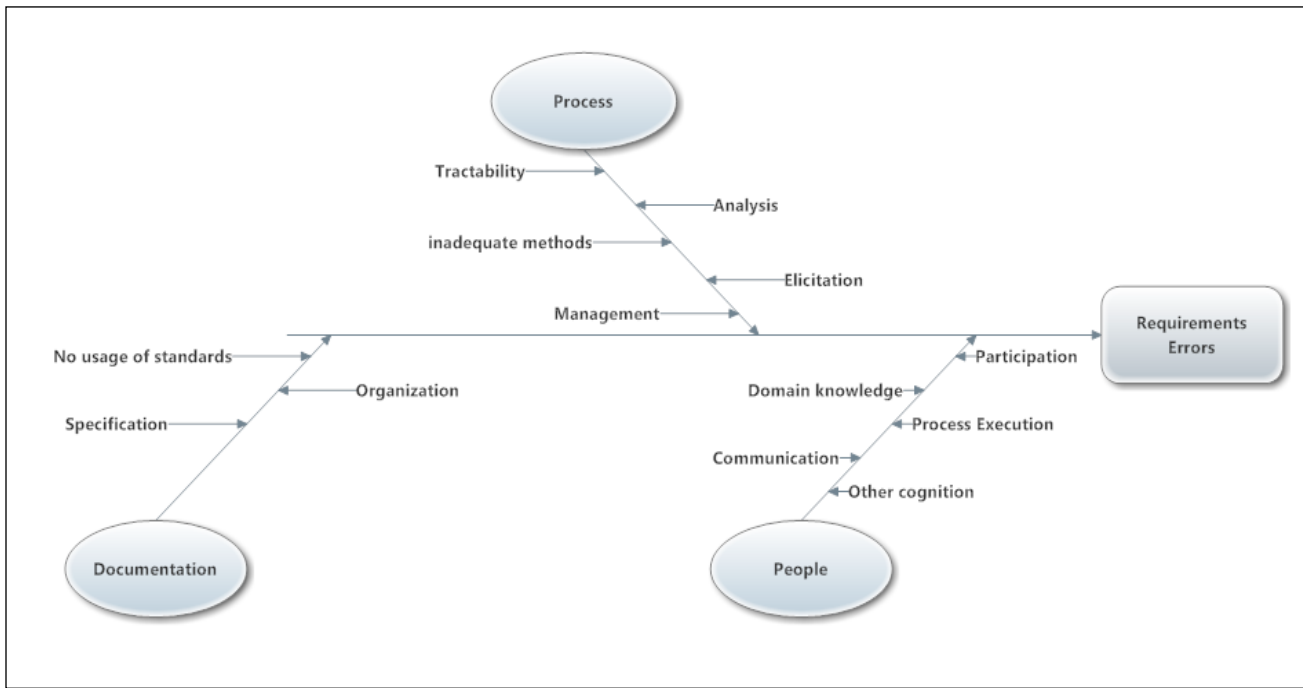 Process
Tractability
Analysis
inadequate methods
Elicitation
Management
Requirements
Errors
No usage of standards
Participation
Organization
Domain knowledge
Specification
Process Execution
Communication
Other cognition
Documentation
People